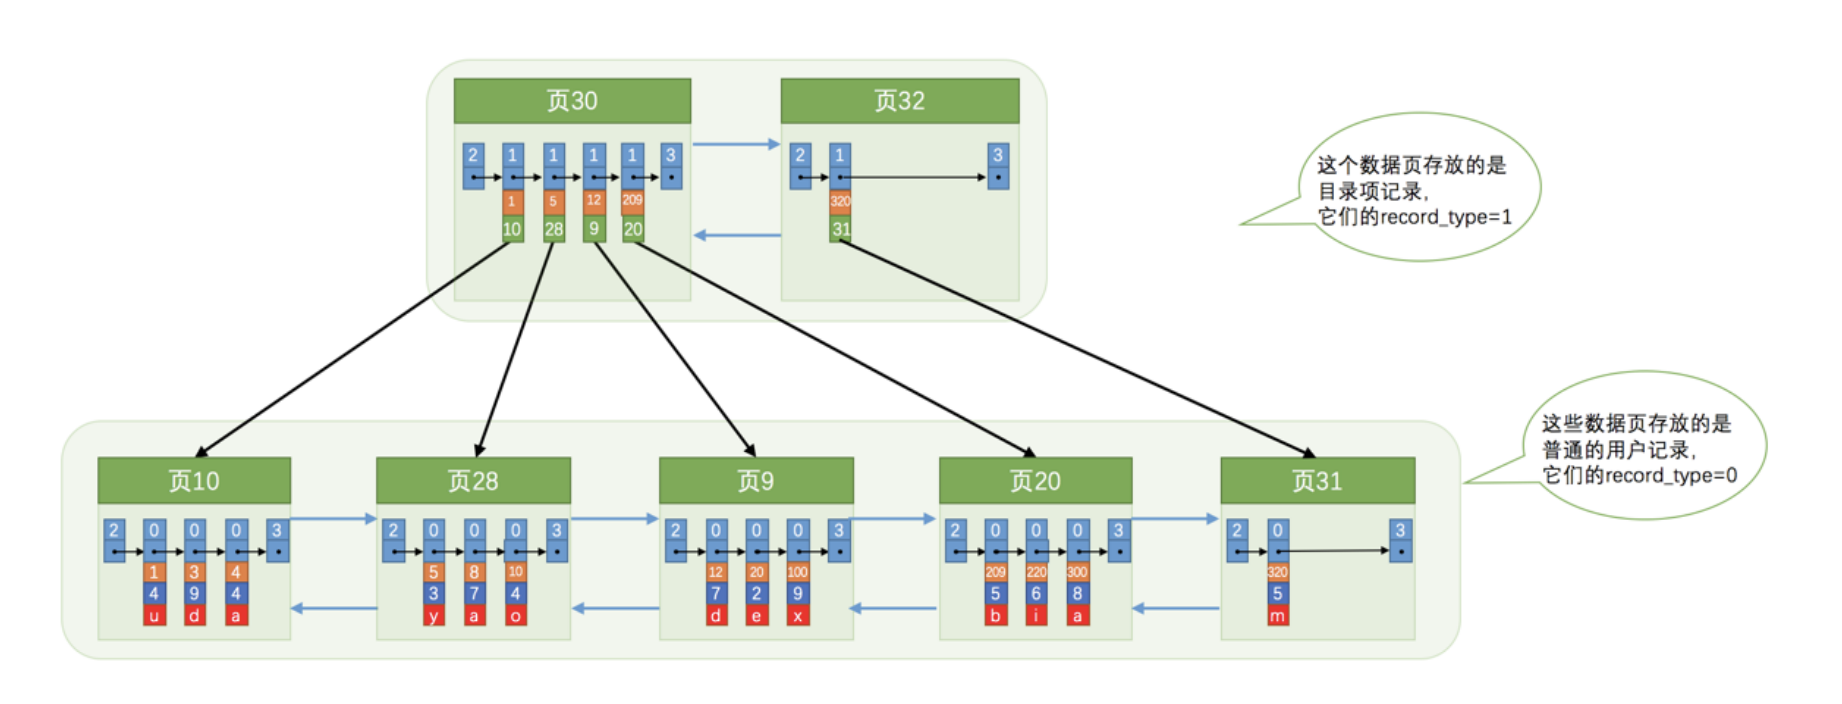 页30 页32
2 1 1 1 1 3 2 1 3
1 5 12 209 320
10 28 9 20 31
这个数据页存放的是
目录项记录,
它们的record_type=1
这些数据页存放的是
普通的用户记录,
它们的record_type=0
页10 页28 页9 页20 页31
2 0 0 0 3 2 0 0 0 3 2 0 0 0 3 2 0 0 0 3 2 0 3
1 3 4 5 8 10 12 20 100 209 220 300 320
4 9 4 3 7 4 7 2 9 5 6 8 5
u d a y a o d e x b i a m